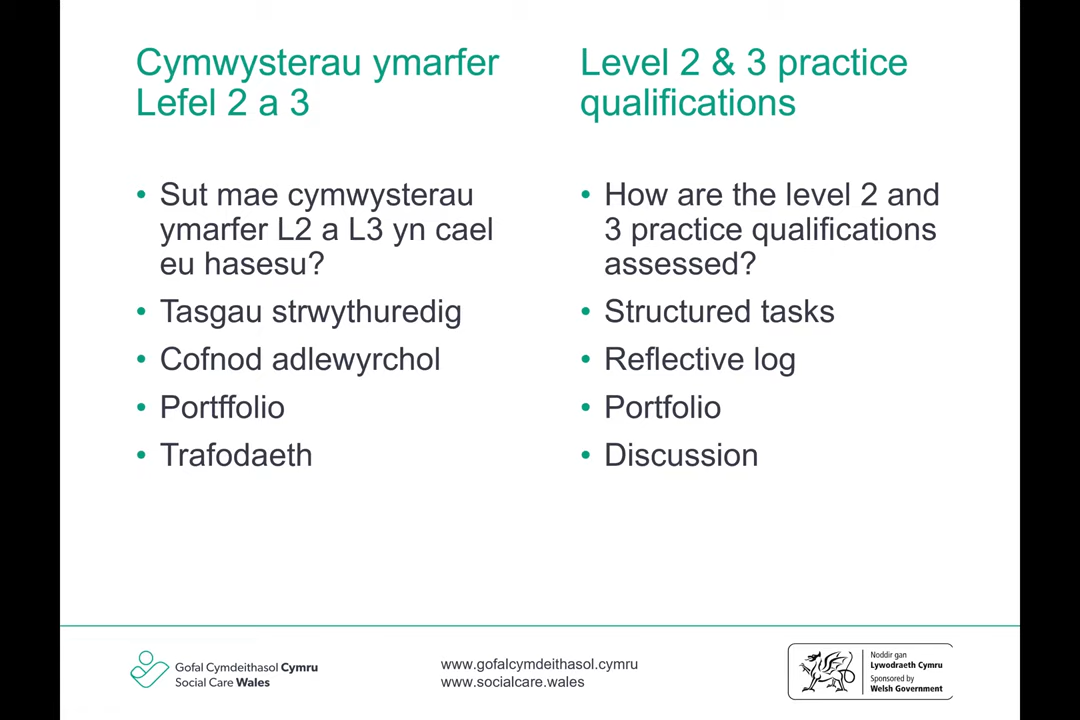 Cymwysterau ymarfer
Lefel 2 a 3
• Sut mae cymwysterau
ymarfer L2 a L3 yn cael
eu hasesu?
• Tasgau strwythuredig
• Cofnod adlewyrchol
• Portffolio
• Trafodaeth
Level 2 & 3 practice
qualifications
• How are the level 2 and
3 practice qualifications
assessed?
• Structured tasks
• Reflective log
• Portfolio
• Discussion
Gofal Cymdeithasol Cymru
Social Care Wales
www.gofalcymdeithasol.cymru
www.socialcare.wales
Noddir gan
Lywodraeth Cymru
Sponsored by
Welsh Government